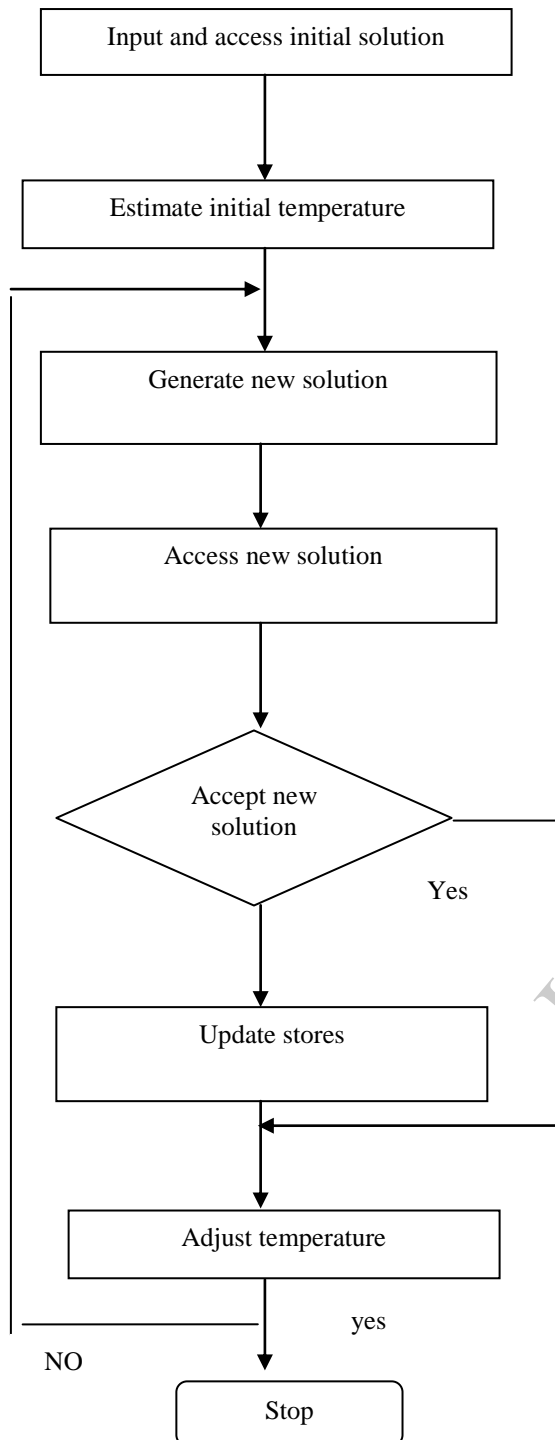 Input and access initial solution
Estimate initial temperature
Generate new solution
Access new solution
Accept new
solution
Yes
Update stores
Adjust temperature
yes
NO
Stop